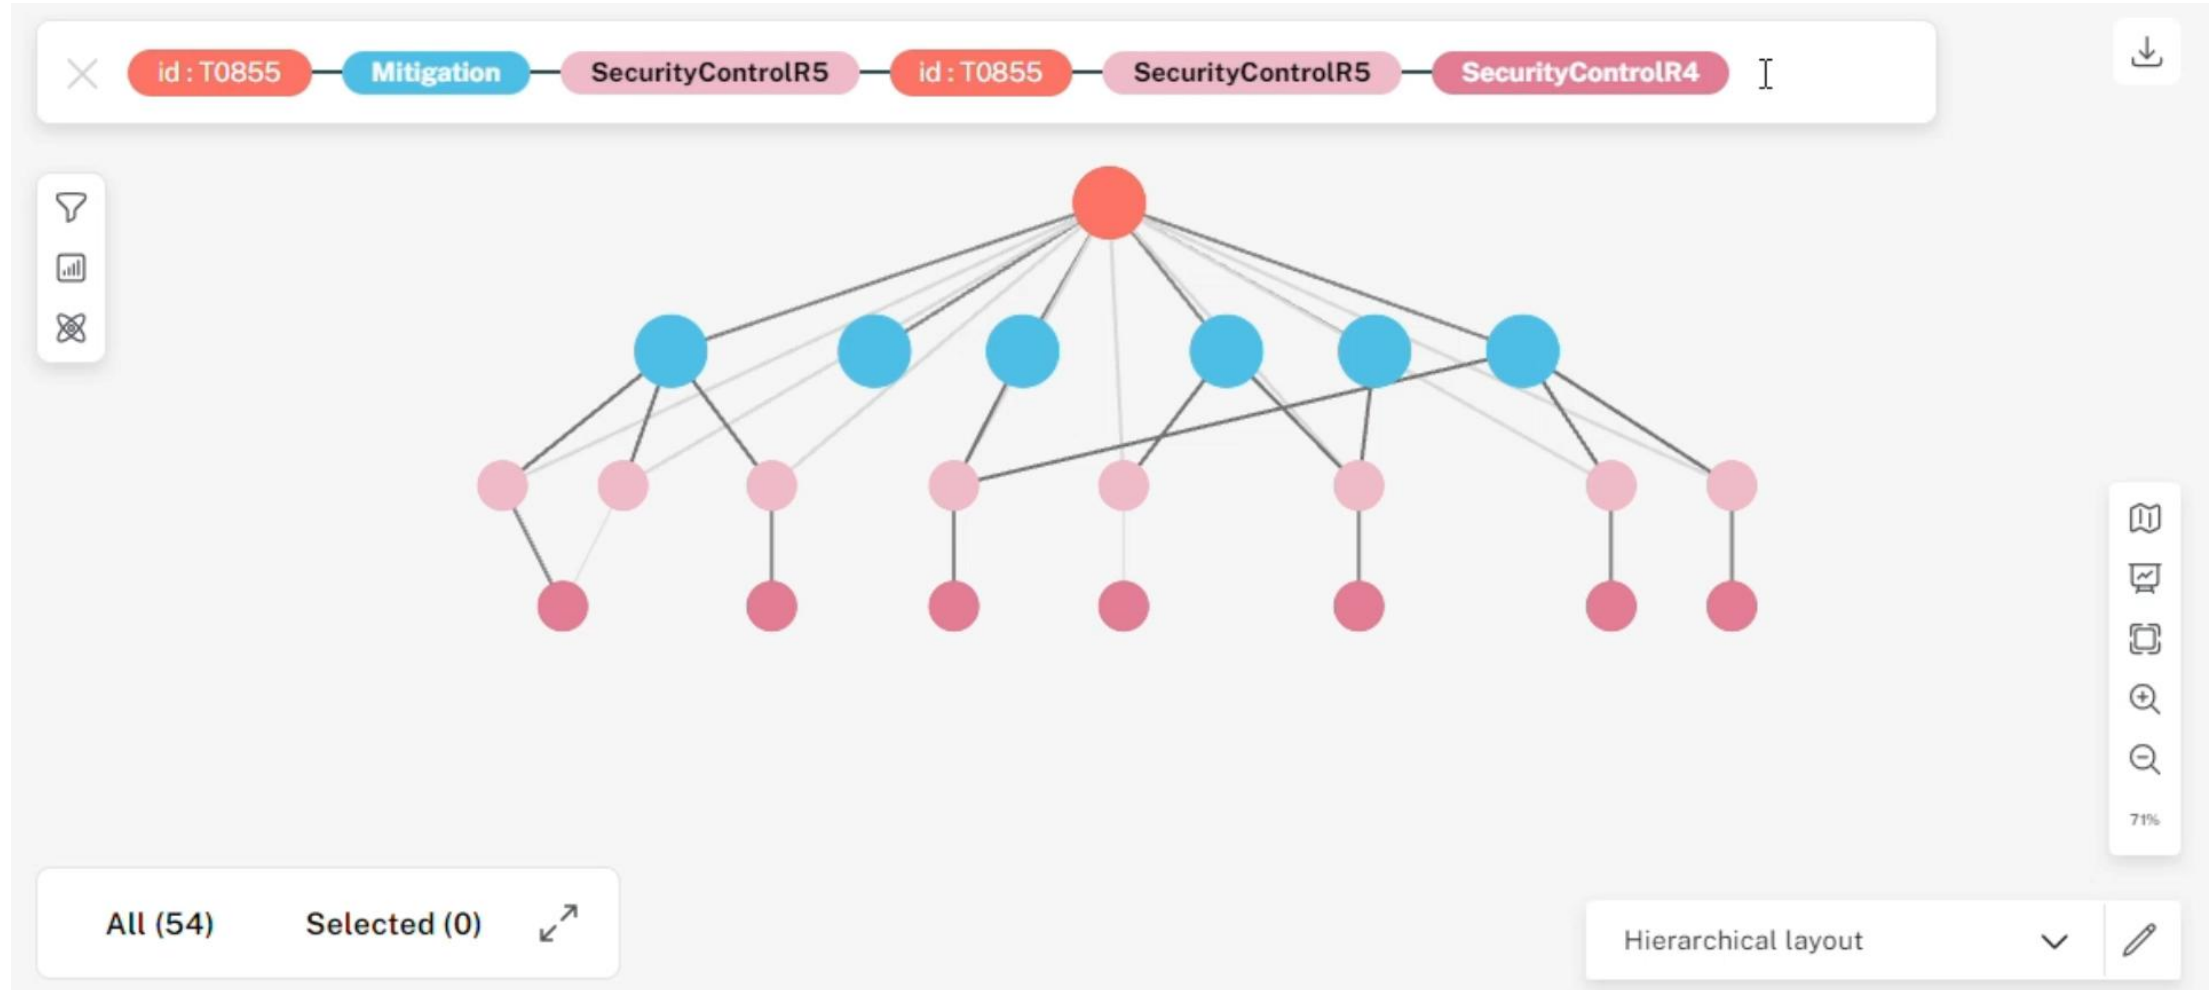 id : T0855 Mitigation SecurityControlR5 id : T0855 SecurityControlR5 SecurityControlR4
71%
All (54) Selected (0)
Hierarchical layout